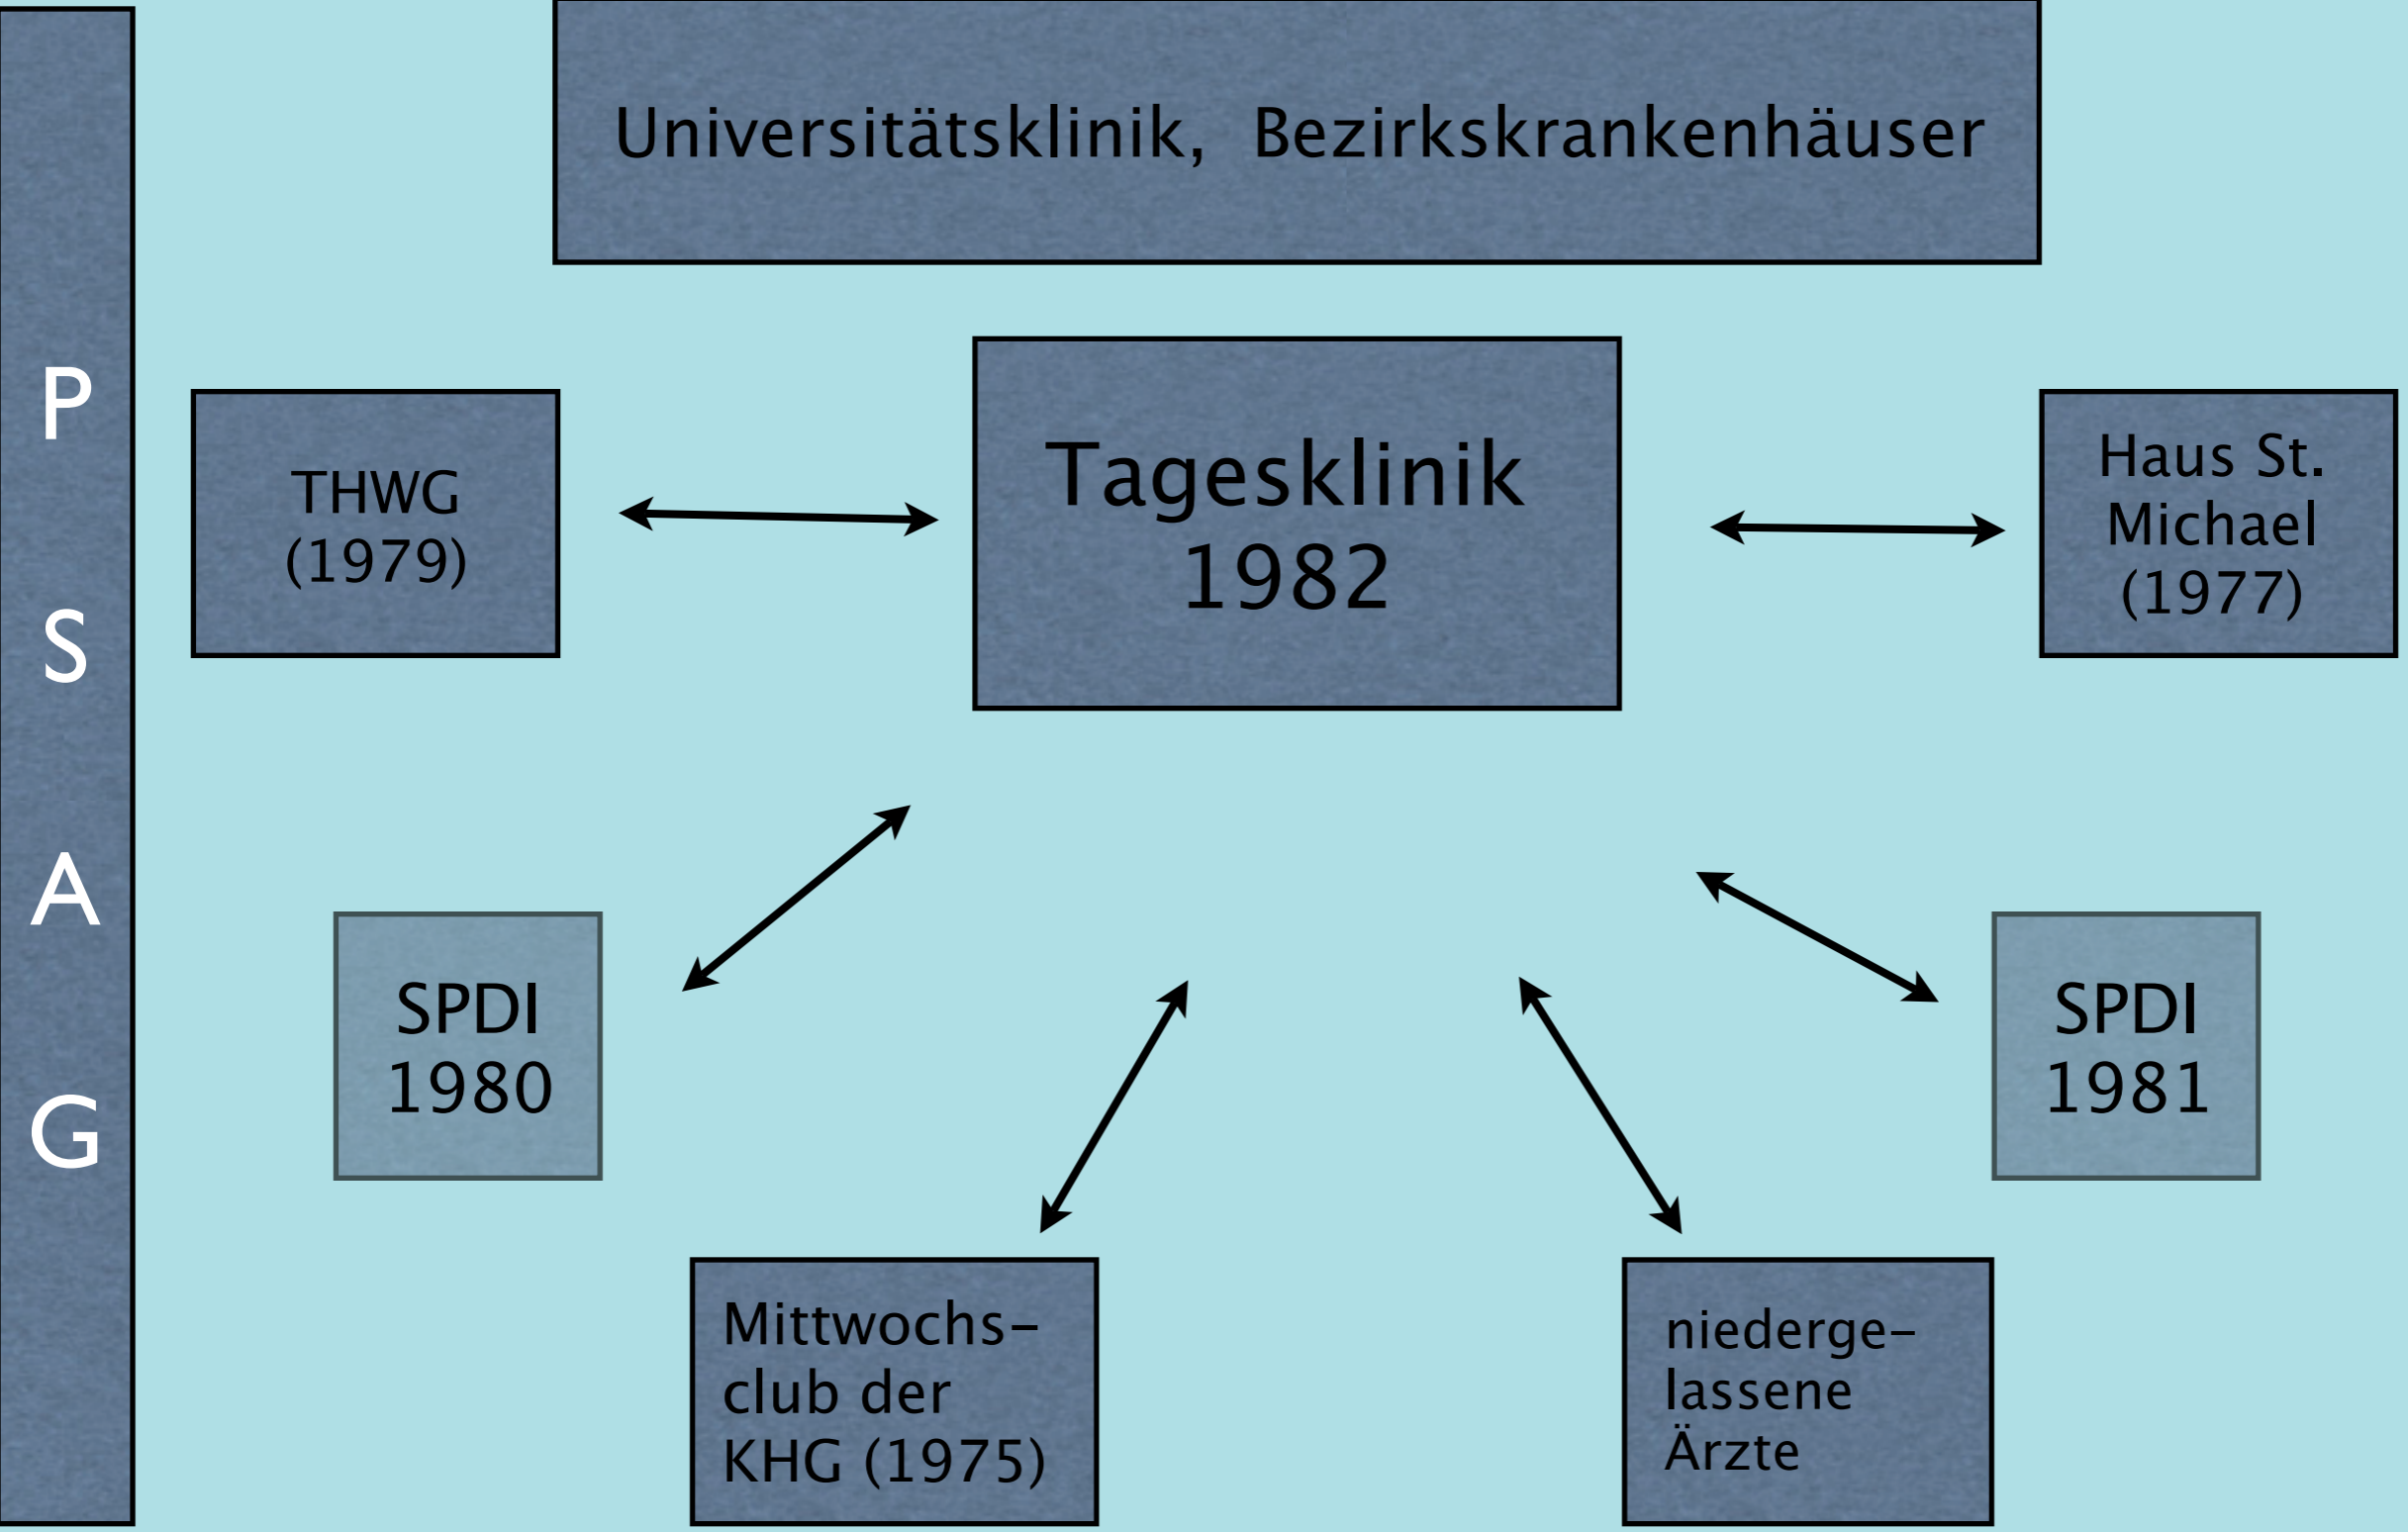 Universitätsklinik, Bezirkskrankenhäuser
P
S
A
G
THWG
(1979)
Tagesklinik
1982
Haus St.
Michael
(1977)
SPDI
1980
SPDI
1981
Mittwochs-
club der
KHG (1975)
niederge-
lassene
Ärzte